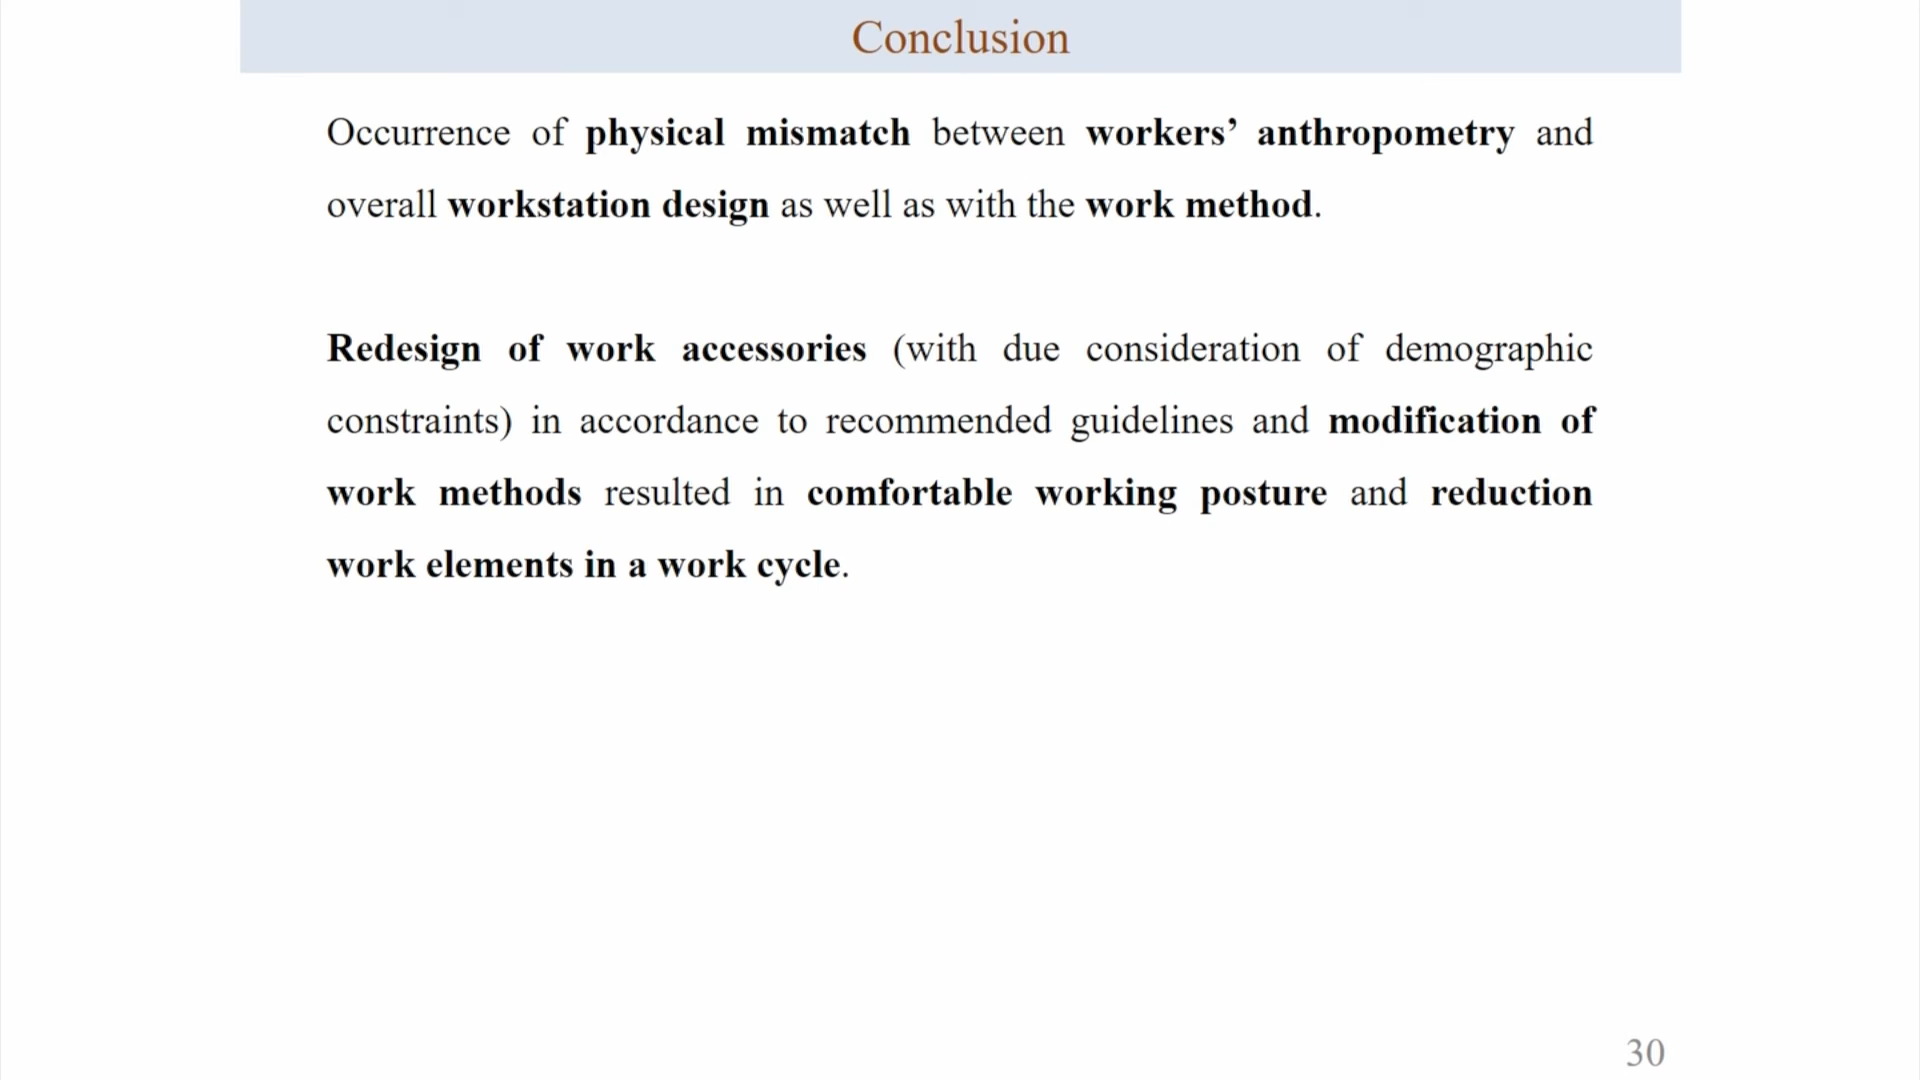 Conclusion
Occurrence of physical mismatch between workers’ anthropometry and
overall workstation design as well as with the work method.
Redesign of work accessories (with due consideration of demographic
constraints) in accordance to recommended guidelines and modification of
work methods resulted in comfortable working posture and reduction
work elements in a work cycle.
30